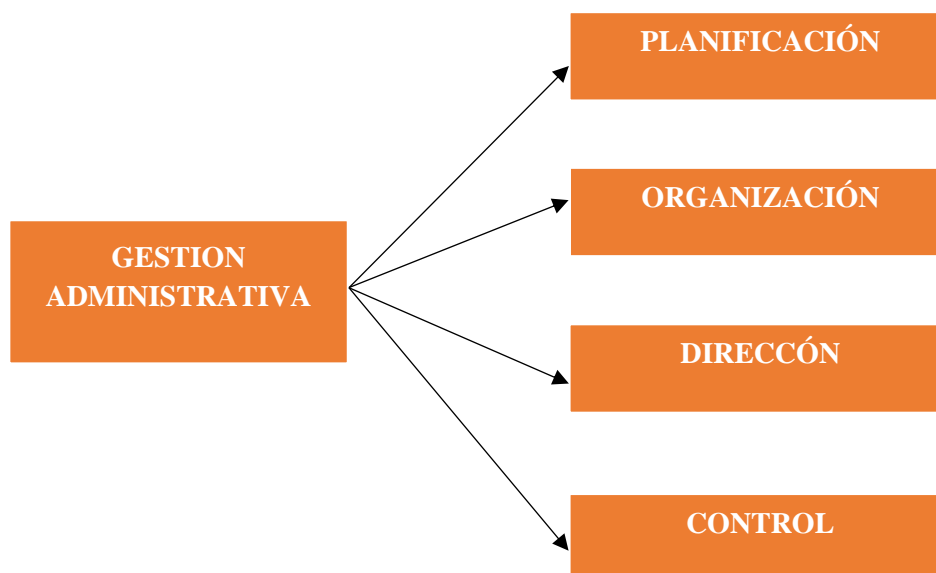 PLANIFICACIÓN
ORGANIZACIÓN
GESTION
ADMINISTRATIVA
DIRECCÓN
CONTROL